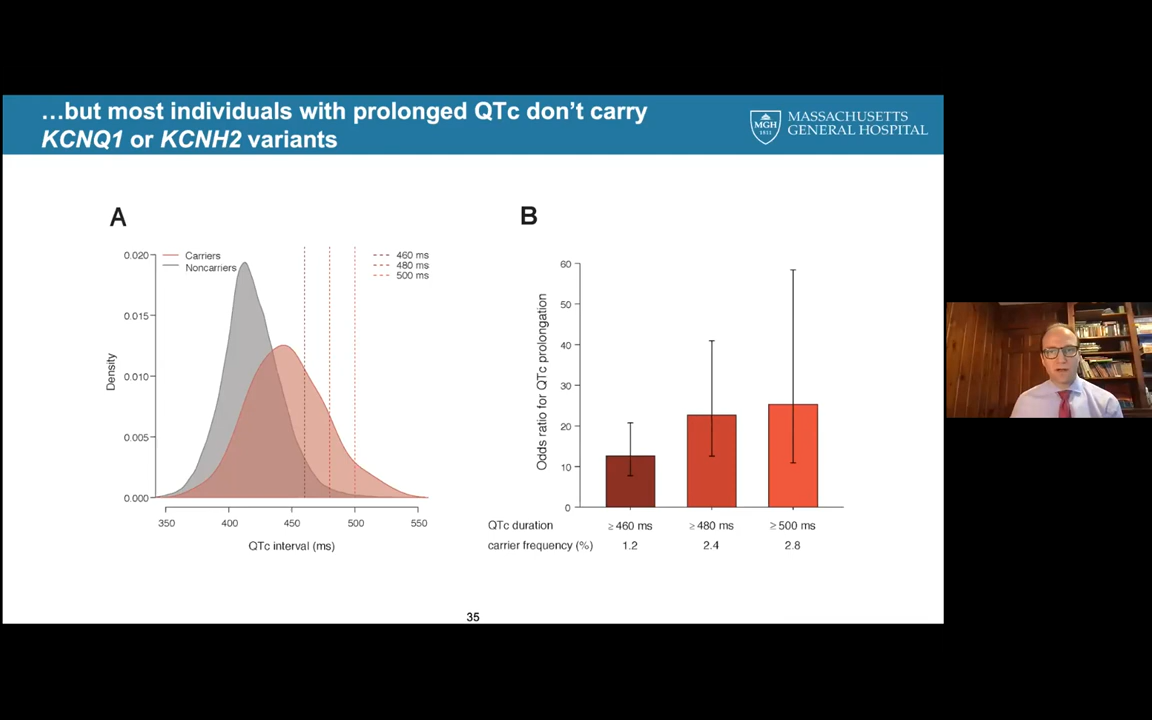 …but most individuals with prolonged QTc don't carry
KCNQ1 or KCNH2 variants
MGH
1811
MASSACHUSETTS
GENERAL HOSPITAL
A
Carriers
Noncarriers
460 ms
480 ms
500 ms
0.020
0.015
0.010
0.005
0.000
Density
350 400 450 500 550
QTc interval (ms)
B
60
50
40
30
20
10
0
Odds ratio for QTc prolongation
QTc duration ≥460 ms ≥480 ms ≥500 ms
carrier frequency (%) 1.2 2.4 2.8
35